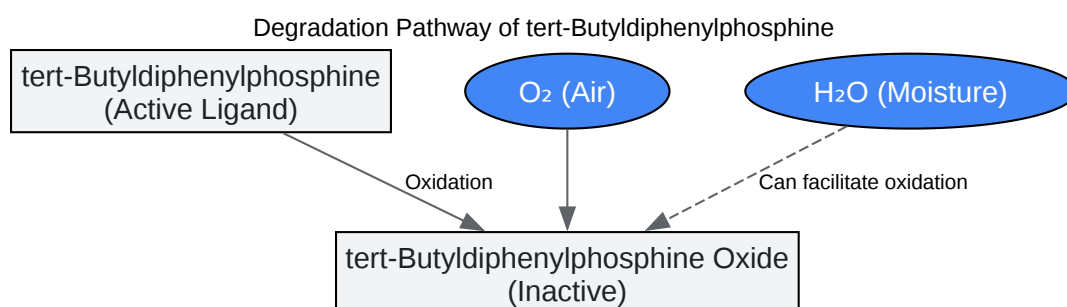 Degradation Pathway of tert-Butyldiphenylphosphine
tert-Butyldiphenylphosphine
(Active Ligand)
O₂ (Air)
H₂O (Moisture)
Oxidation
Can facilitate oxidation
tert-Butyldiphenylphosphine Oxide
(Inactive)